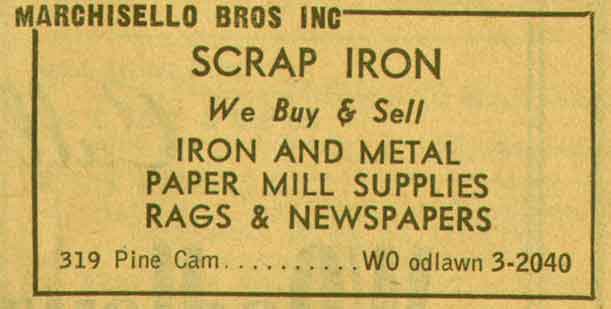 MARCHISELLO BROS INC
SCRAP IRON
We Buy & Sell
IRON AND METAL
PAPER MILL SUPPLIES
RAGS & NEWSPAPERS
319 Pine Cam...........WO odlawn 3-2040